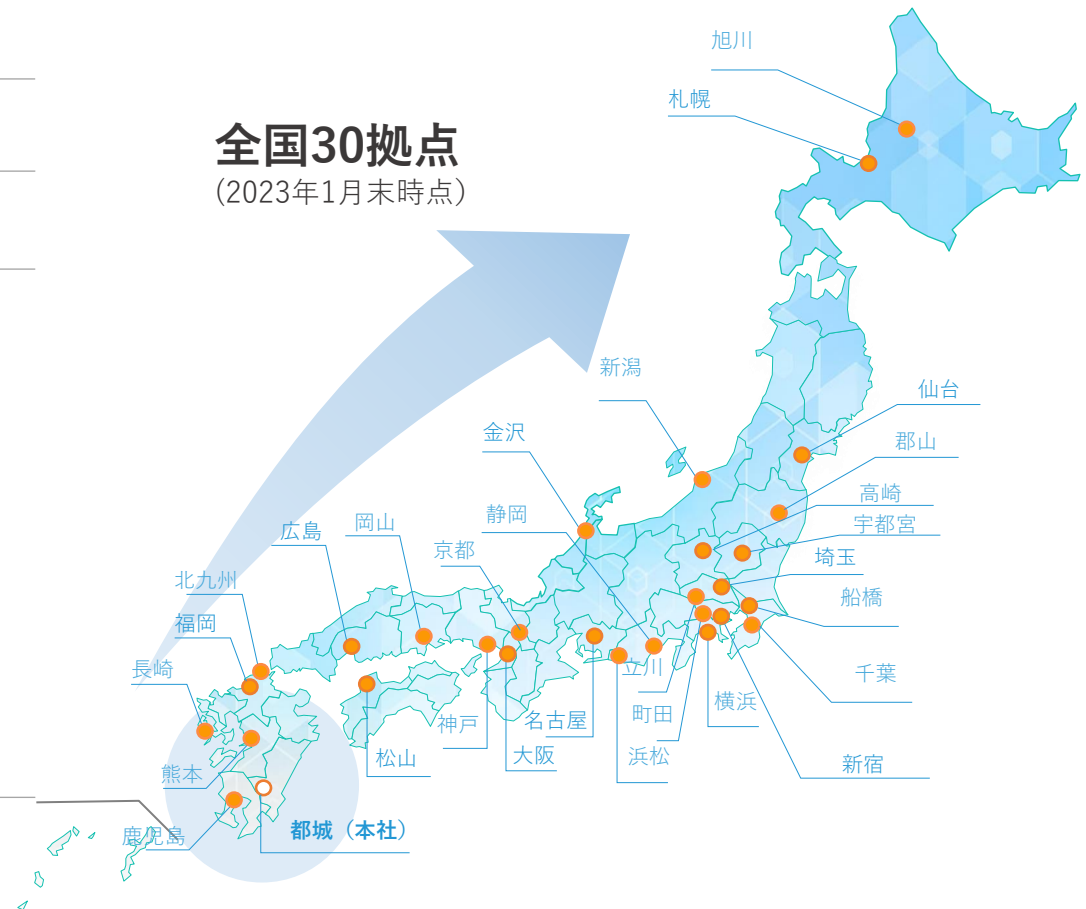 旭川
札幌
全国30拠点
(2023年1月末時点)
新潟
仙台
金沢
郡山
高崎
静岡
宇都宮
広島
岡山
京都
埼玉
北九州
船橋
福岡
長崎
立川
千葉
横浜
町田
神戸
名古屋
大阪
浜松
松山
新宿
熊本
都城（本社）
鹿児島